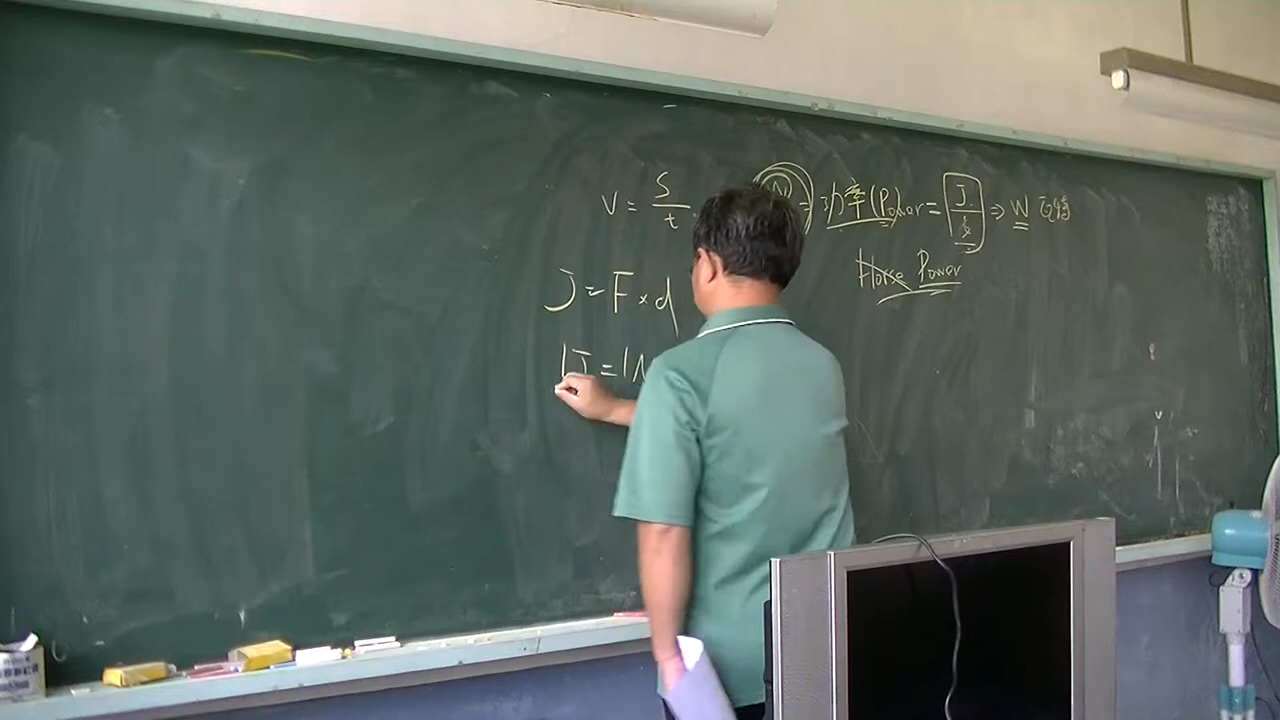 V = S/t W = 功率(Power = J/s ⇒ W 瓦特
Horse Power
J = F × d
1J = 1N